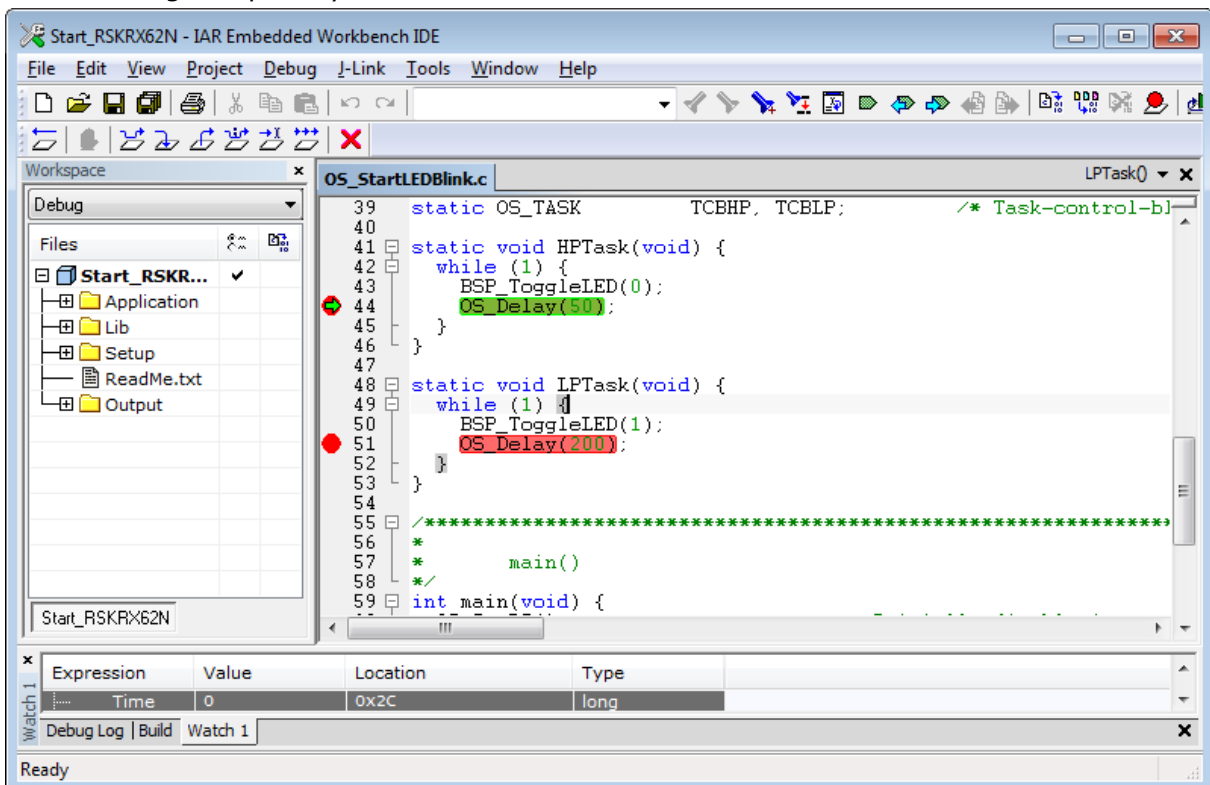 Start_RSKRX62N - IAR Embedded Workbench IDE
File Edit View Project Debug J-Link Tools Window Help
Workspace
Debug
Files
Start_RSKR...
Application
Lib
Setup
ReadMe.txt
Output
Start_RSKRX62N
OS_StartLEDBlink.c LPTask()
39 static OS_TASK TCBHP, TCBLP; /* Task-control-bl
40
41 static void HPTask(void) {
42 while (1) {
43 BSP_ToggleLED(0);
44 OS_Delay(50);
45 }
46 }
47
48 static void LPTask(void) {
49 while (1) {
50 BSP_ToggleLED(1);
51 OS_Delay(200);
52 }
53 }
54
55 /***************************************************************
56 *
57 * main()
58 */
59 int main(void) {
Watch 1
Expression Value Location Type
Time 0 0x2C long
Debug Log Build Watch 1
Ready